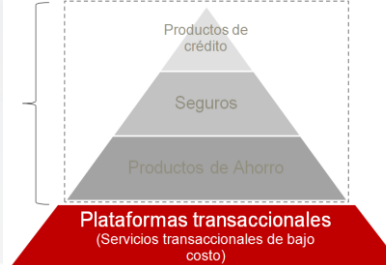 Productos de
crédito
Seguros
Productos de Ahorro
Plataformas transaccionales
(Servicios transaccionales de bajo
costo)